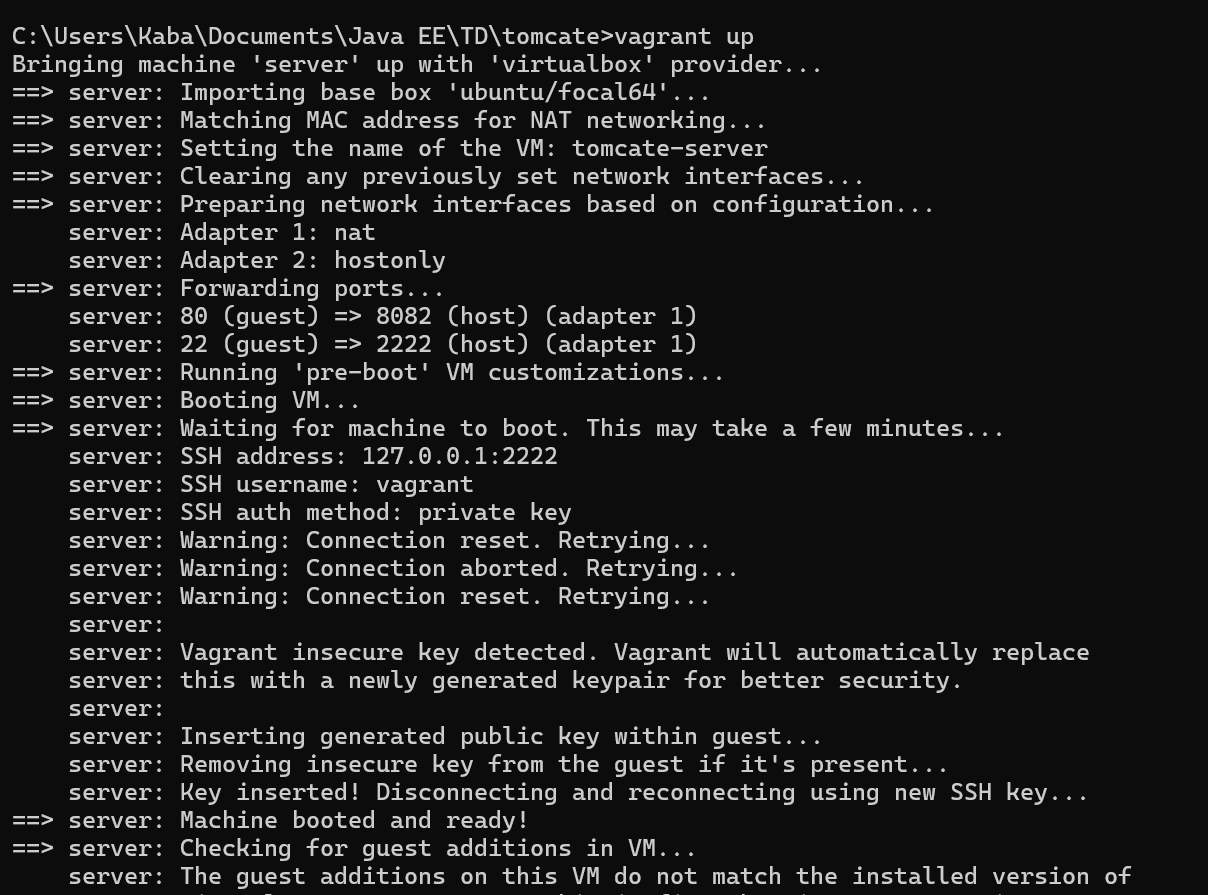 C:\Users\Kaba\Documents\Java EE\TD\tomcate>vagrant up
Bringing machine 'server' up with 'virtualbox' provider...
==> server: Importing base box 'ubuntu/focal64'...
==> server: Matching MAC address for NAT networking...
==> server: Setting the name of the VM: tomcate-server
==> server: Clearing any previously set network interfaces...
==> server: Preparing network interfaces based on configuration...
    server: Adapter 1: nat
    server: Adapter 2: hostonly
==> server: Forwarding ports...
    server: 80 (guest) => 8082 (host) (adapter 1)
    server: 22 (guest) => 2222 (host) (adapter 1)
==> server: Running 'pre-boot' VM customizations...
==> server: Booting VM...
==> server: Waiting for machine to boot. This may take a few minutes...
    server: SSH address: 127.0.0.1:2222
    server: SSH username: vagrant
    server: SSH auth method: private key
    server: Warning: Connection reset. Retrying...
    server: Warning: Connection aborted. Retrying...
    server: Warning: Connection reset. Retrying...
    server:
    server: Vagrant insecure key detected. Vagrant will automatically replace
    server: this with a newly generated keypair for better security.
    server:
    server: Inserting generated public key within guest...
    server: Removing insecure key from the guest if it's present...
    server: Key inserted! Disconnecting and reconnecting using new SSH key...
==> server: Machine booted and ready!
==> server: Checking for guest additions in VM...
    server: The guest additions on this VM do not match the installed version of